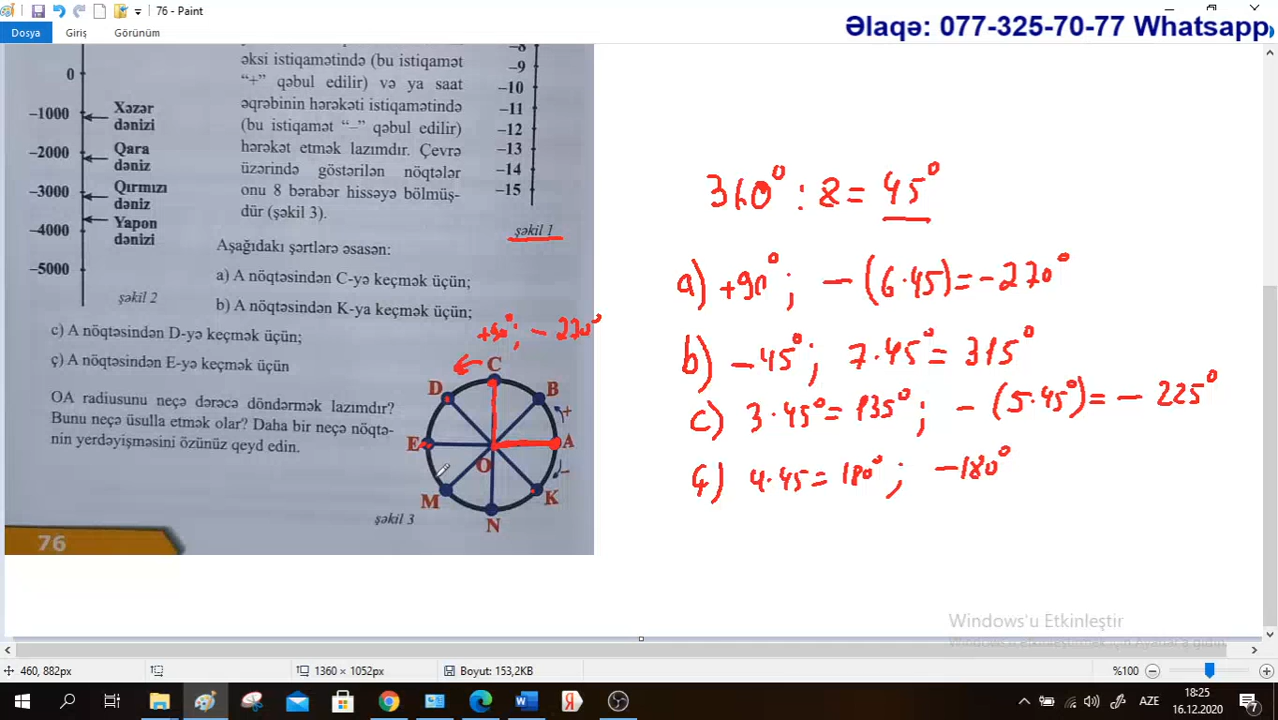 76 - Paint
Əlaqə: 077-325-70-77 Whatsapp
Dosya Giriş Görünüm
əksi istiqamətində (bu istiqamət
“+” qəbul edilir) və ya saat
əqrəbinin hərəkəti istiqamətində
(bu istiqamət “–” qəbul edilir)
hərəkət etmək lazımdır. Çevrə
üzərində göstərilən nöqtələr
onu 8 bərabər hissəyə bölmüş-
dür (şəkil 3).
0
–1000
–2000
–3000
–4000
–5000
Xəzər
dənizi
Qara
dəniz
Qırmızı
dəniz
Yapon
dənizi
şəkil 2
–8
–9
–10
–11
–12
–13
–14
–15
şəkil 1
Aşağıdakı şərtlərə əsasən:
a) A nöqtəsindən C-yə keçmək üçün;
b) A nöqtəsindən K-ya keçmək üçün;
c) A nöqtəsindən D-yə keçmək üçün;
ç) A nöqtəsindən E-yə keçmək üçün
OA radiusunu neçə dərəcə döndərmək lazımdır?
Bunu neçə üsulla etmək olar? Daha bir neçə nöqtə-
nin yerdəyişməsini özünüz qeyd edin.
+90°; – 270°
C
D B
+
E A
O –
M K
N
şəkil 3
76
360° : 8 = 45°
a) +90°; – (6·45) = –270°
b) –45°; 7·45° = 315°
c) 3·45° = 135°; – (5·45°) = – 225°
ç) 4·45 = 180°; –180°
Windows'u Etkinleştir
460, 882px 1360 × 1052px Boyut: 153,2KB %100
AZE
18:25
16.12.2020
7